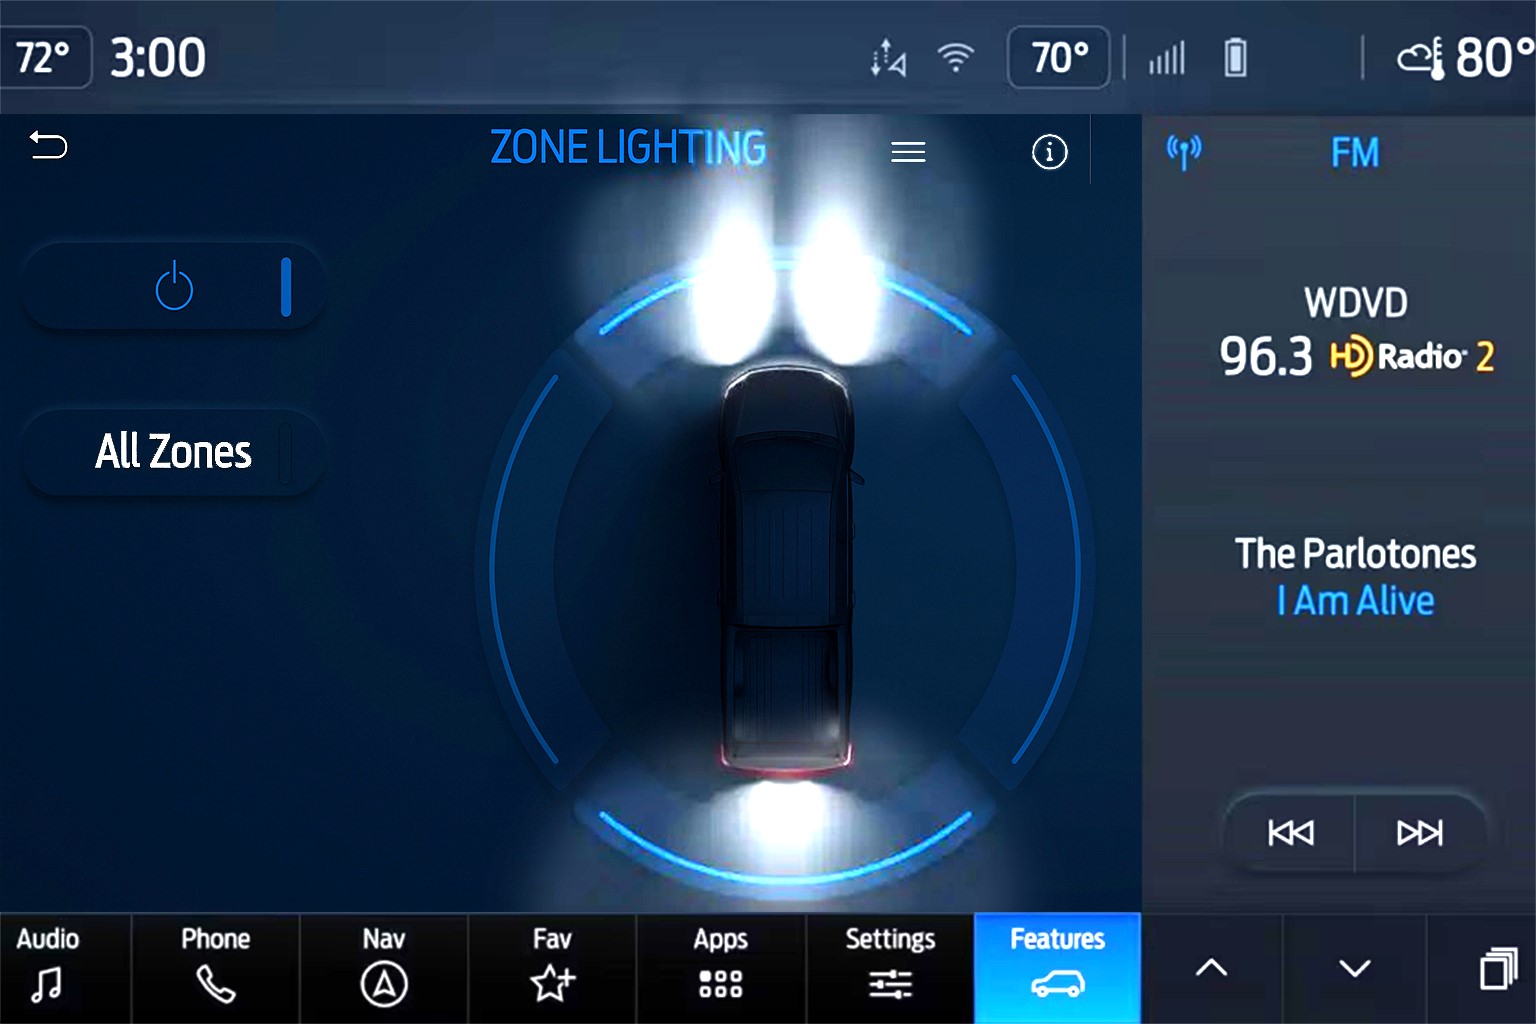 72° 3:00 70° 80°
ZONE LIGHTING
FM
All Zones
WDVD
96.3 HD Radio 2
The Parlotones
I Am Alive
Audio Phone Nav Fav Apps Settings Features